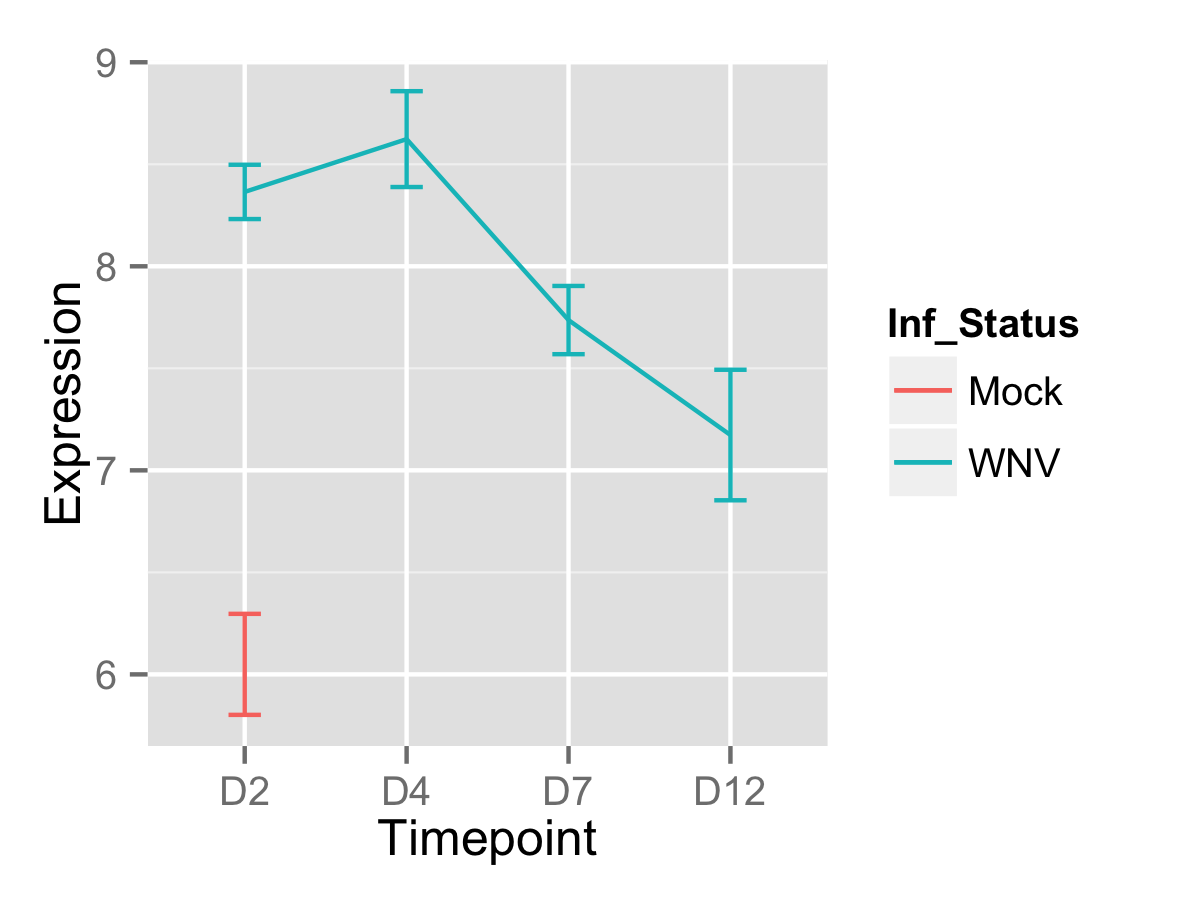 9
8
7
6
Expression
D2 D4 D7 D12
Timepoint
Inf_Status
Mock
WNV